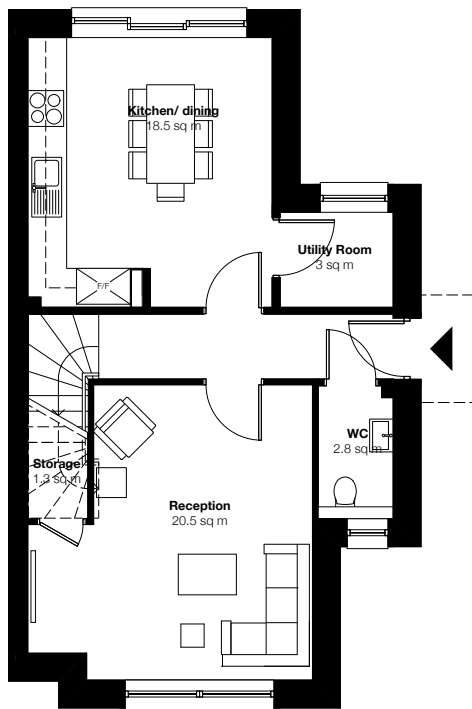 Kitchen/ dining
18.5 sq m
Utility Room
3 sq m
F/F
WC
2.8 sq m
Storage
1.3 sq m
Reception
20.5 sq m